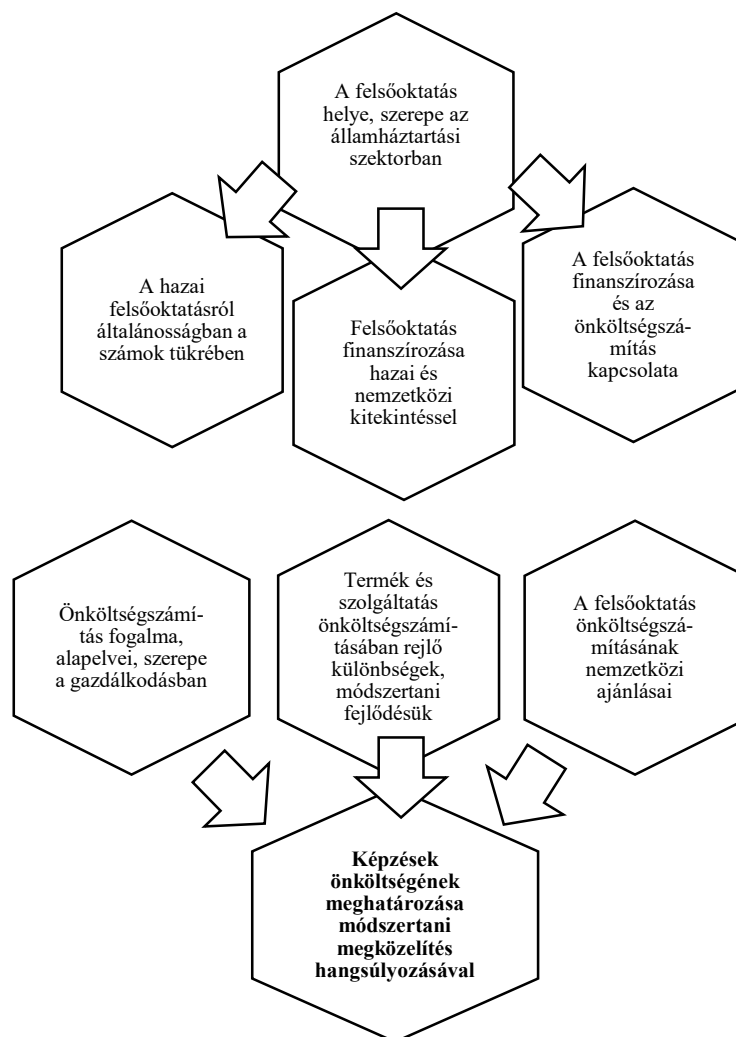 A felsőoktatás
helye, szerepe az
államháztartási
szektorban
A hazai
felsőoktatásról
általánosságban a
számok tükrében
Felsőoktatás
finanszírozása
hazai és
nemzetközi
kitekintéssel
A felsőoktatás
finanszírozása
és az
önköltségszá-
mítás
kapcsolata
Önköltségszámí-
tás fogalma,
alapelvei, szerepe
a gazdálkodásban
Termék és
szolgáltatás
önköltségszámí-
tásában rejlő
különbségek,
módszertani
fejlődésük
A felsőoktatás
önköltségszá-
mításának
nemzetközi
ajánlásai
Képzések
önköltségének
meghatározása
módszertani
megközelítés
hangsúlyozásával